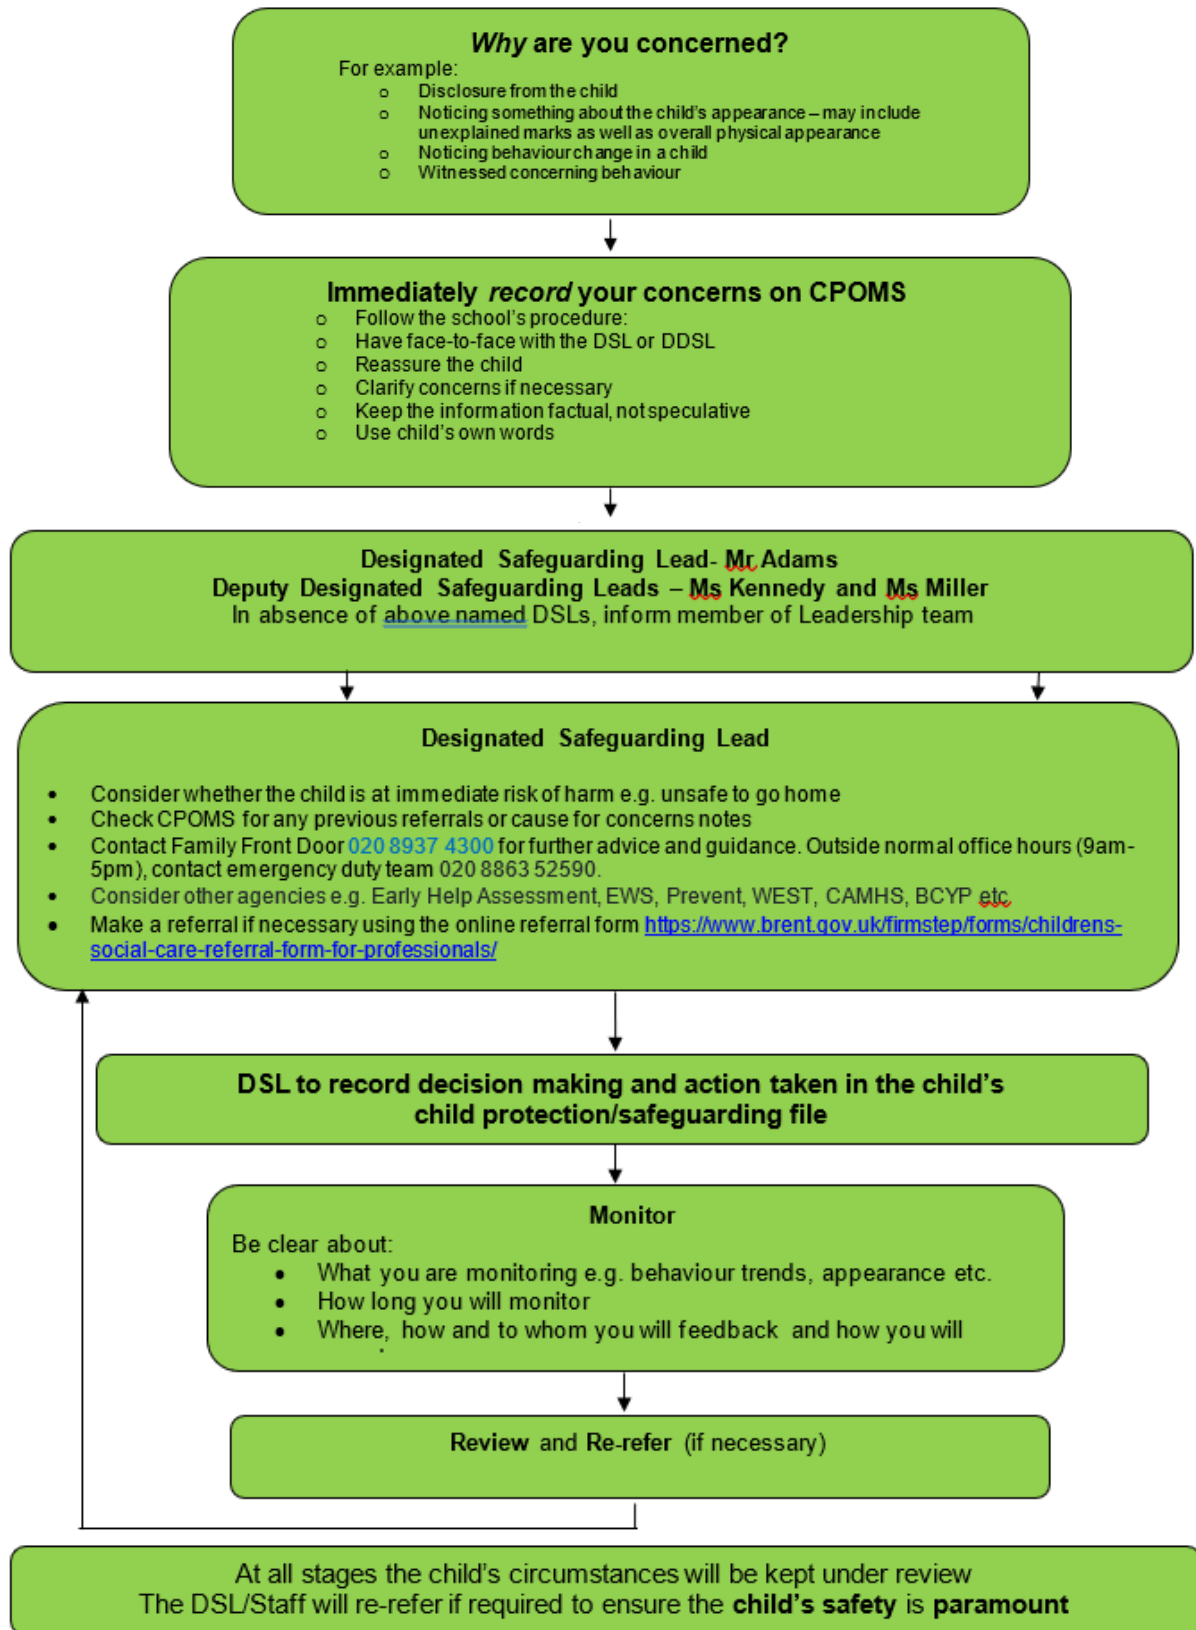 Why are you concerned?
For example:
o Disclosure from the child
o Noticing something about the child's appearance – may include
unexplained marks as well as overall physical appearance
o Noticing behaviour change in a child
o Witnessed concerning behaviour
Immediately record your concerns on CPOMS
o Follow the school's procedure:
o Have face-to-face with the DSL or DDSL
o Reassure the child
o Clarify concerns if necessary
o Keep the information factual, not speculative
o Use child's own words
Designated Safeguarding Lead- Mr Adams
Deputy Designated Safeguarding Leads – Ms Kennedy and Ms Miller
In absence of above named DSLs, inform member of Leadership team
Designated Safeguarding Lead
• Consider whether the child is at immediate risk of harm e.g. unsafe to go home
• Check CPOMS for any previous referrals or cause for concerns notes
• Contact Family Front Door 020 8937 4300 for further advice and guidance. Outside normal office hours (9am-
5pm), contact emergency duty team 020 8863 52590.
• Consider other agencies e.g. Early Help Assessment, EWS, Prevent, WEST, CAMHS, BCYP etc
• Make a referral if necessary using the online referral form https://www.brent.gov.uk/firmstep/forms/childrens-
social-care-referral-form-for-professionals/
DSL to record decision making and action taken in the child's
child protection/safeguarding file
Monitor
Be clear about:
• What you are monitoring e.g. behaviour trends, appearance etc.
• How long you will monitor
• Where, how and to whom you will feedback and how you will
Review and Re-refer (if necessary)
At all stages the child's circumstances will be kept under review
The DSL/Staff will re-refer if required to ensure the child's safety is paramount